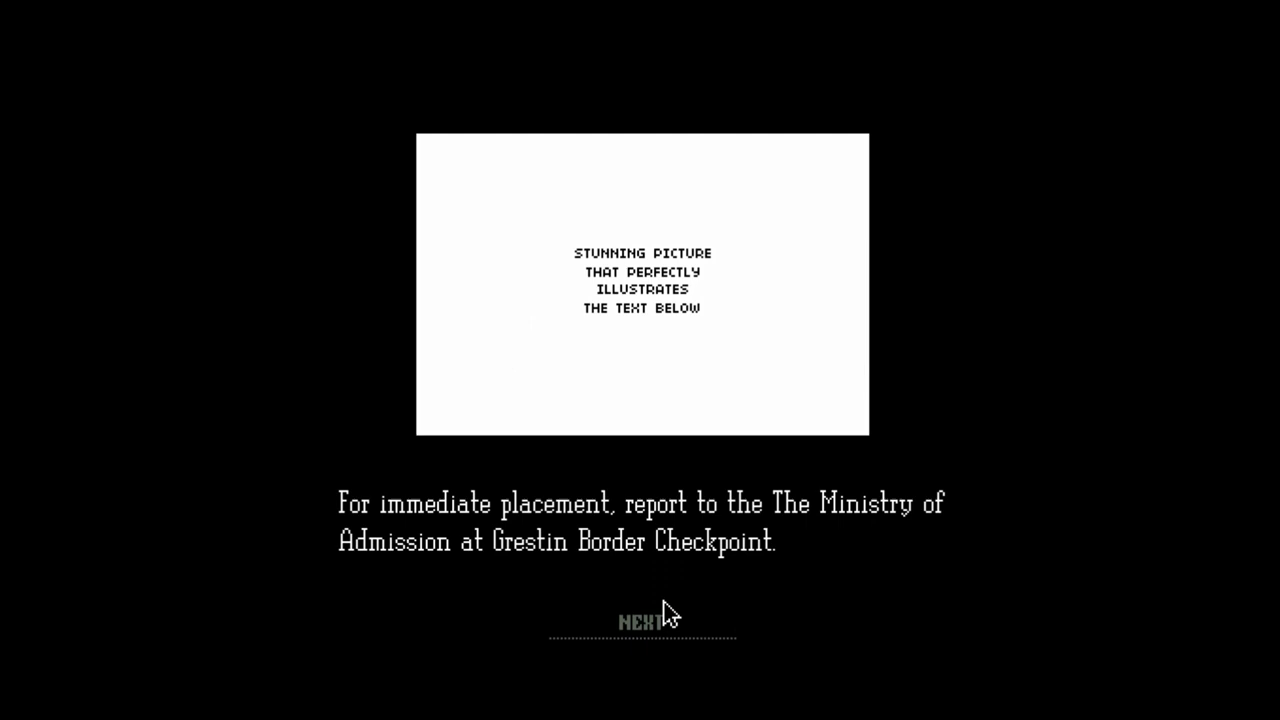 STUNNING PICTURE
THAT PERFECTLY
ILLUSTRATES
THE TEXT BELOW
For immediate placement, report to the The Ministry of
Admission at Grestin Border Checkpoint.
NEXT